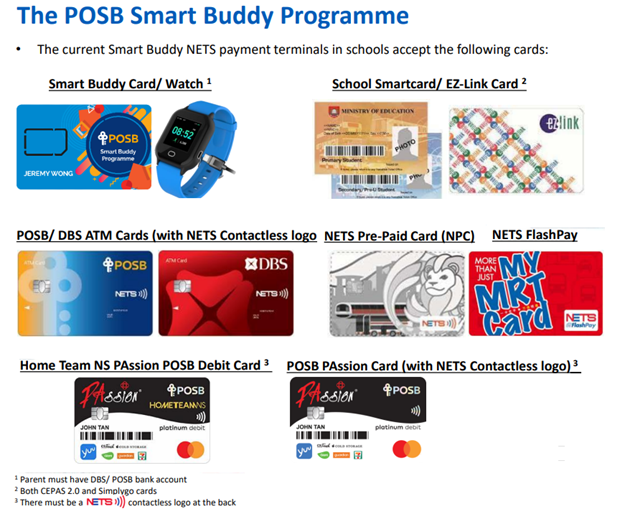 The POSB Smart Buddy Programme
• The current Smart Buddy NETS payment terminals in schools accept the following cards:
Smart Buddy Card/ Watch 1
School Smartcard/ EZ-Link Card 2
POSB
Smart Buddy
Programme
JEREMY WONG
08:52
MINISTRY OF EDUCATION
PHOTO
Primary Student
Secondary/Pre-U Student
ez link
POSB/ DBS ATM Cards (with NETS Contactless logo
NETS Pre-Paid Card (NPC)
NETS FlashPay
ATM Card
POSB
NETS
ATM Card
DBS
NETS
NETS
MORE
THAN
JUST
MY
MRT
Card
NETS
FlashPay
Home Team NS PAssion POSB Debit Card 3
POSB PAssion Card (with NETS Contactless logo) 3
PAssion
POSB
HOMETEAMNS
JOHN TAN
platinum debit
yuu
PAssion
POSB
JOHN TAN
platinum debit
yuu
1 Parent must have DBS/ POSB bank account
2 Both CEPAS 2.0 and Simplygo cards
3 There must be a NETS contactless logo at the back